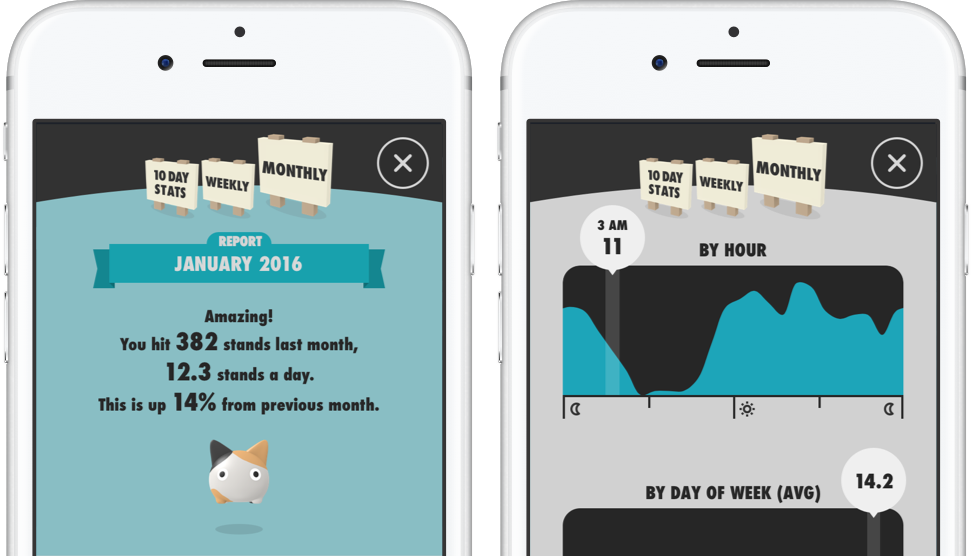 10 DAY
STATS
WEEKLY
MONTHLY
REPORT
JANUARY 2016
Amazing!
You hit 382 stands last month,
12.3 stands a day.
This is up 14% from previous month.
10 DAY
STATS
WEEKLY
MONTHLY
3 AM
11
BY HOUR
BY DAY OF WEEK (AVG)
14.2